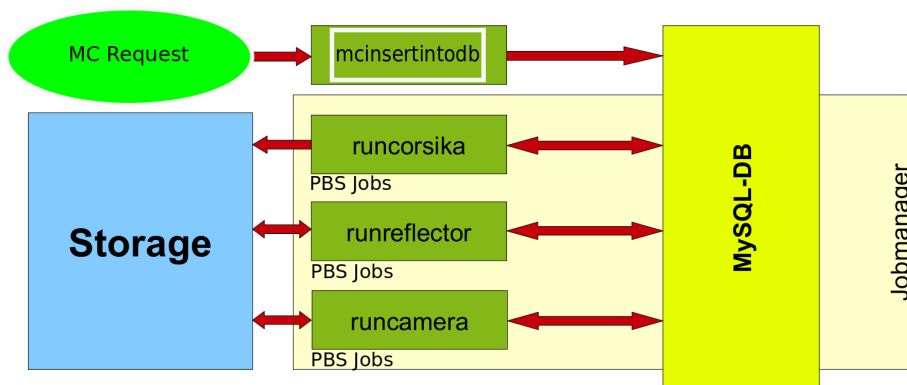 MC Request
mcinsertintodb
runcorsika
PBS Jobs
Storage
runreflector
PBS Jobs
runcamera
PBS Jobs
MySQL-DB
Jobmanager